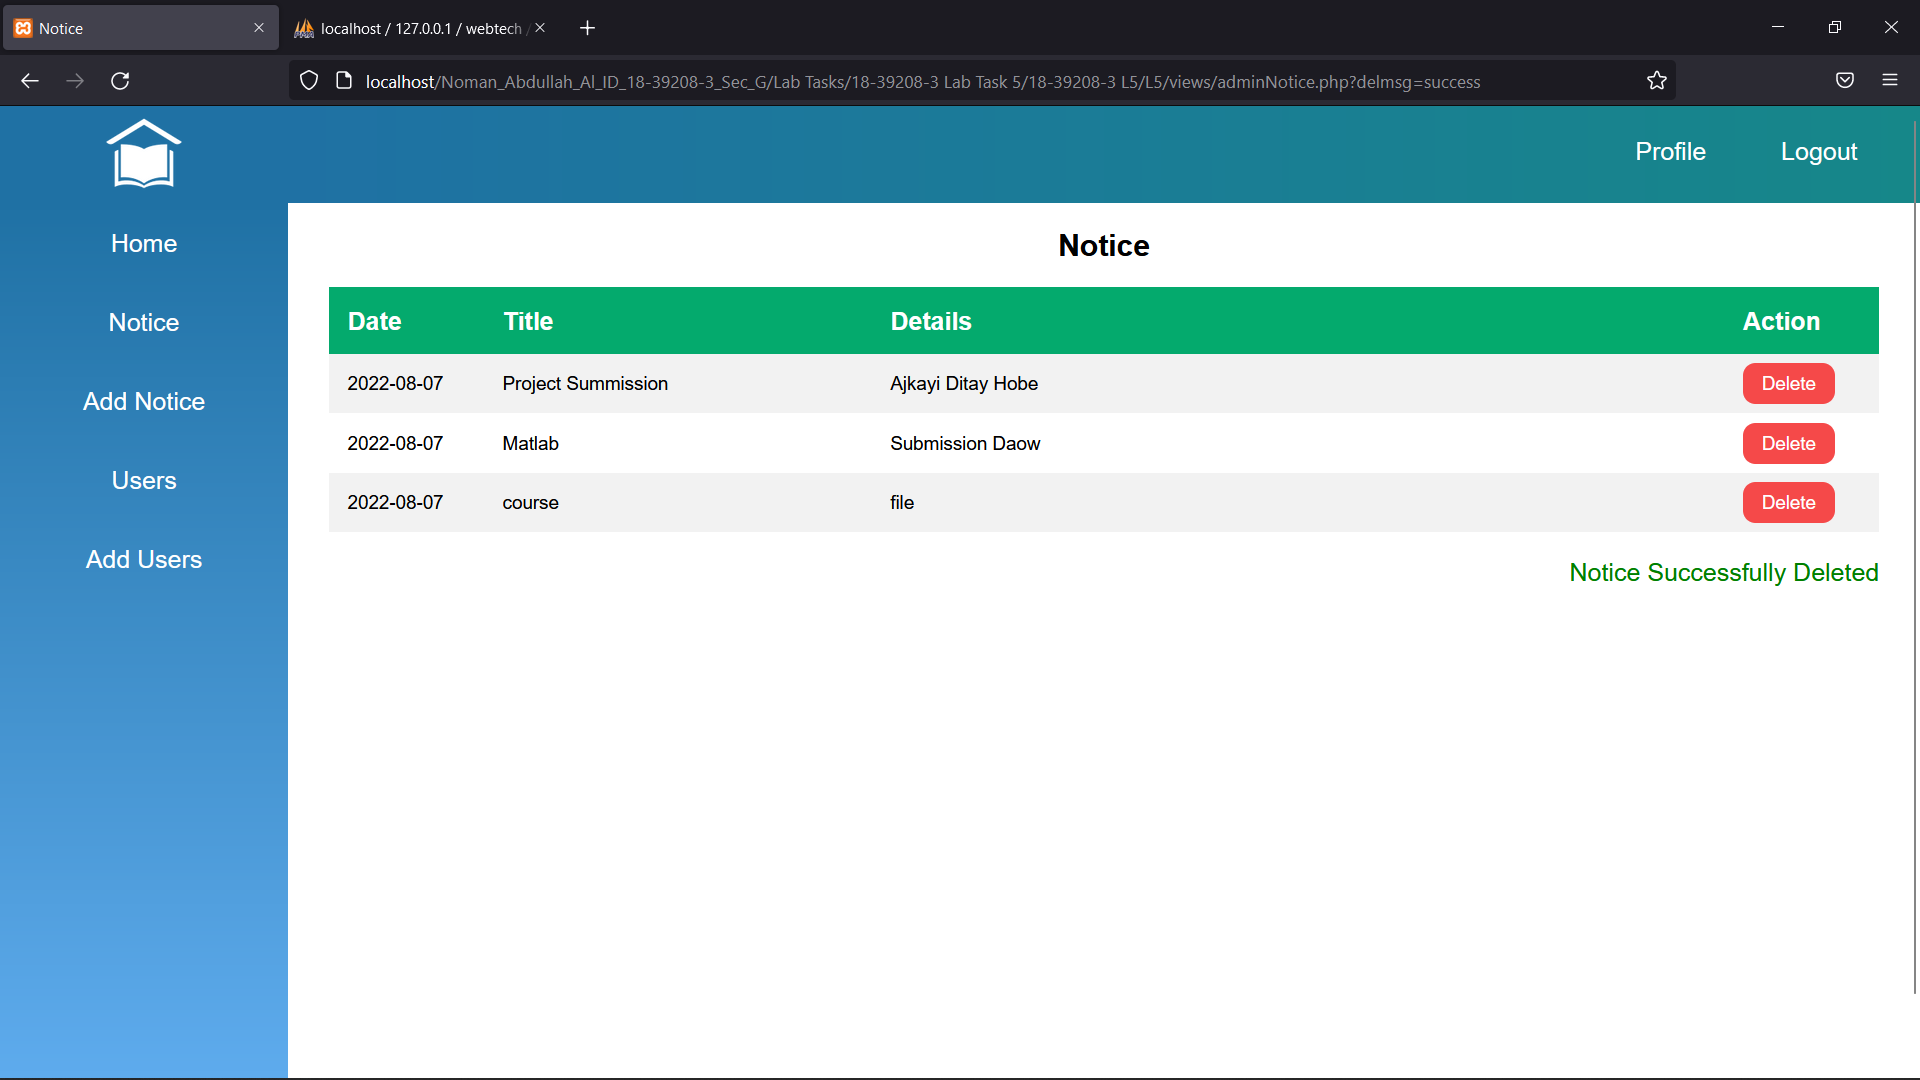 Notice
localhost / 127.0.0.1 / webtech /
localhost/Noman_Abdullah_Al_ID_18-39208-3_Sec_G/Lab Tasks/18-39208-3 Lab Task 5/18-39208-3 L5/L5/views/adminNotice.php?delmsg=success
Profile Logout
Home
Notice
Add Notice
Users
Add Users
Notice
Date Title Details Action
2022-08-07 Project Summission Ajkayi Ditay Hobe Delete
2022-08-07 Matlab Submission Daow Delete
2022-08-07 course file Delete
Notice Successfully Deleted